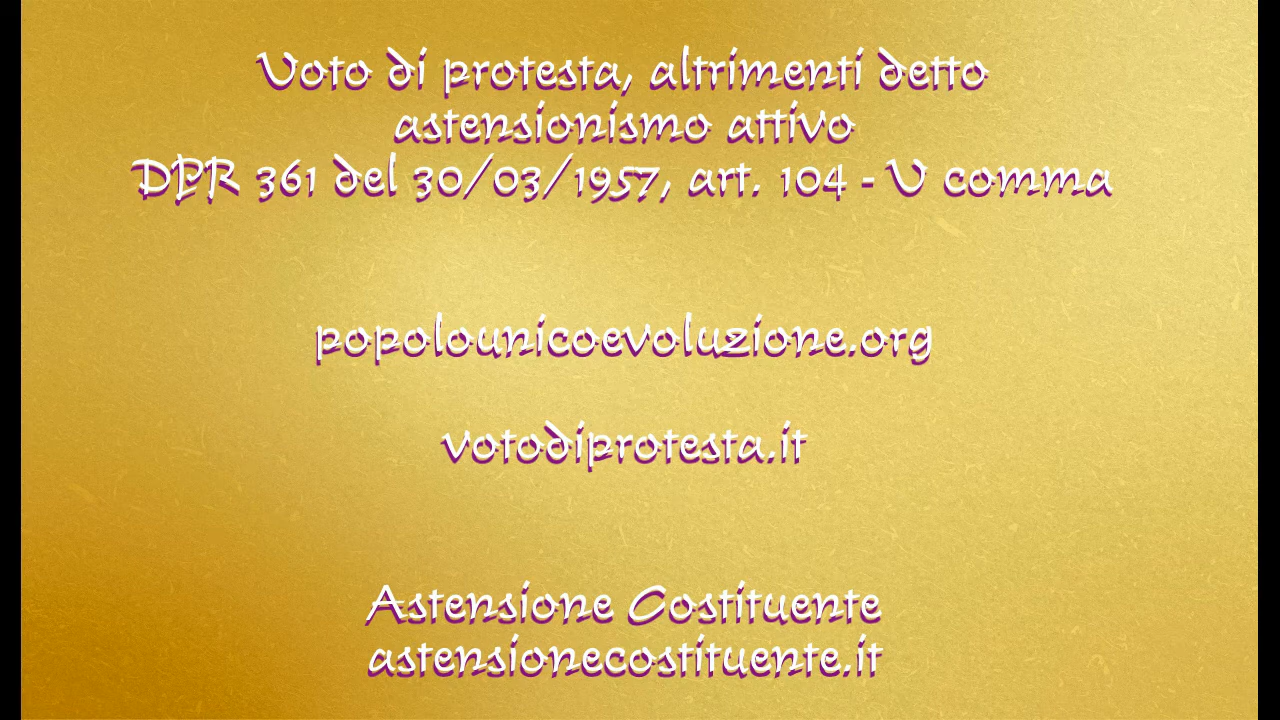 Voto di protesta, altrimenti detto
astensionismo attivo
DPR 361 del 30/03/1957, art. 104 - V comma
popolounicoevoluzione.org
votodiprotesta.it
Astensione Costituente
astensionecostituente.it